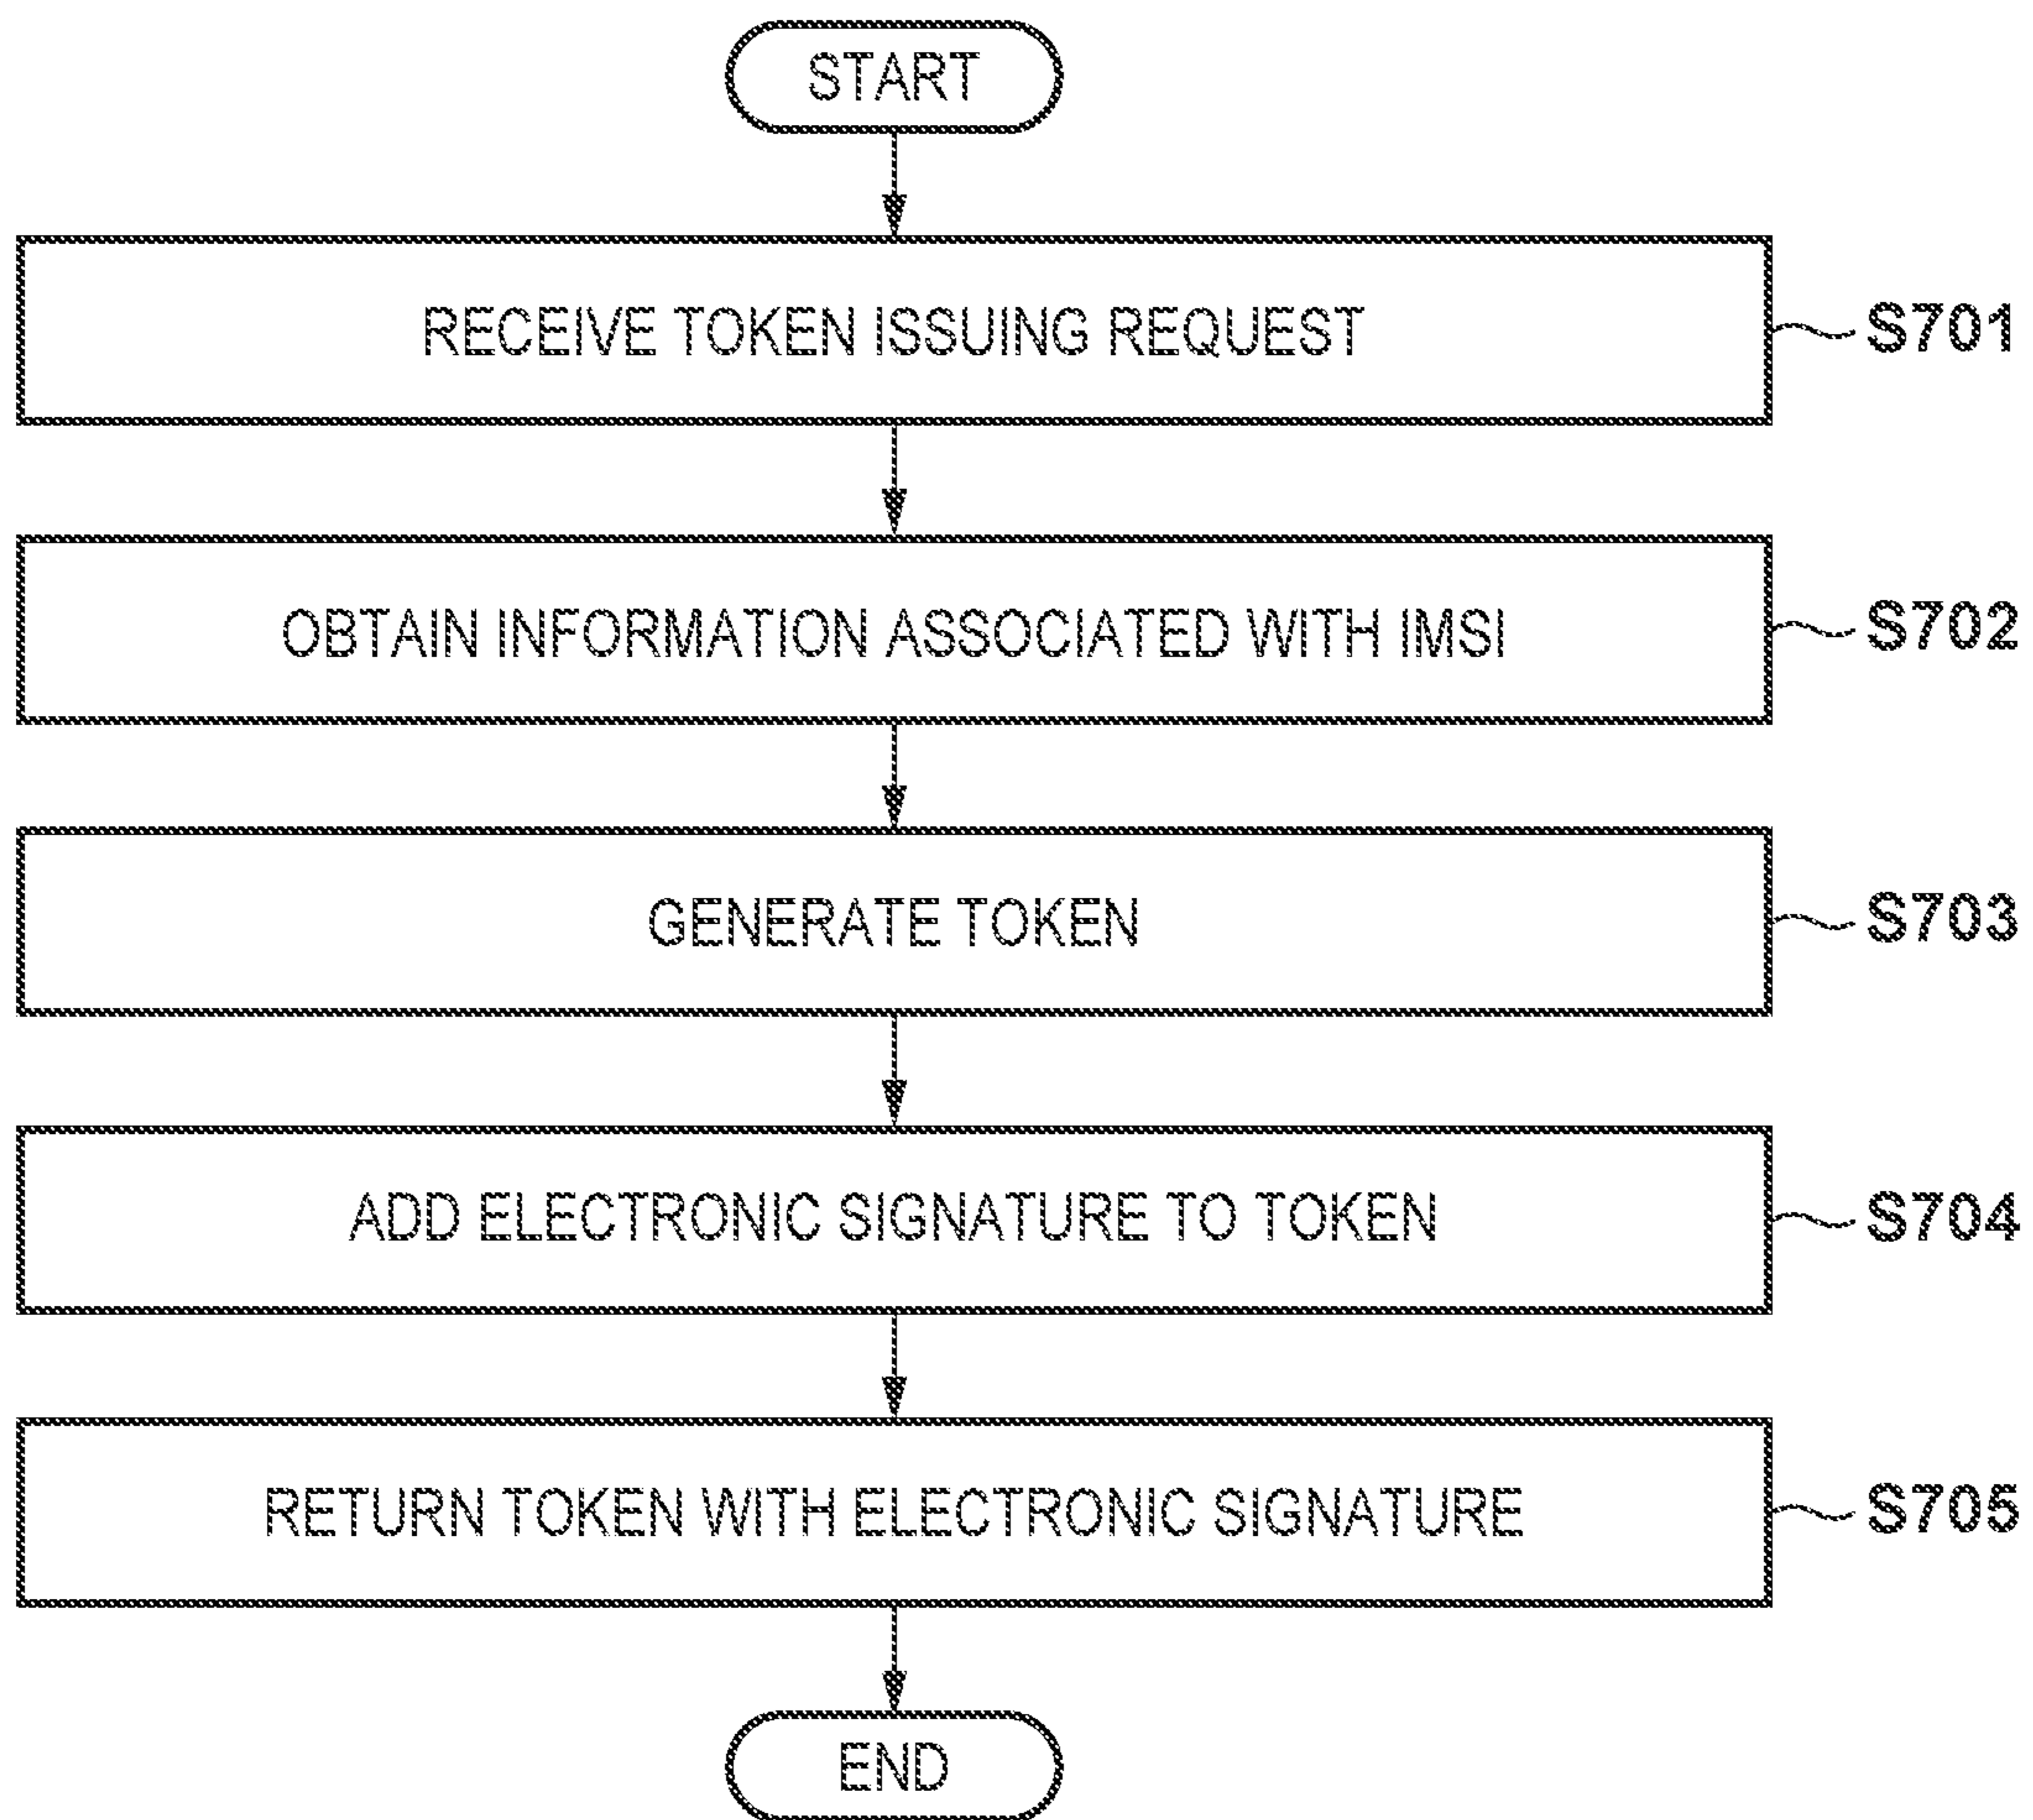 START
RECEIVE TOKEN ISSUING REQUEST
S701
OBTAIN INFORMATION ASSOCIATED WITH IMSI
S702
GENERATE TOKEN
S703
ADD ELECTRONIC SIGNATURE TO TOKEN
S704
RETURN TOKEN WITH ELECTRONIC SIGNATURE
S705
END